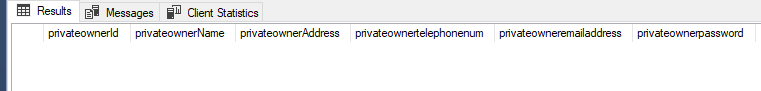 Results Messages Client Statistics
privateownerId privateownerName privateownerAddress privateownertelephonenum privateowneremailaddress privateownerpassword